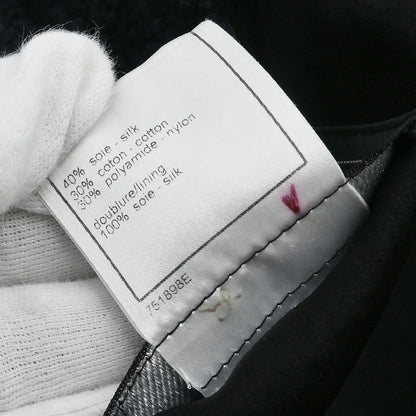 40% soie - silk
30% coton - cotton
30% polyamide - nylon
doublure/lining
100% soie - silk
751898E